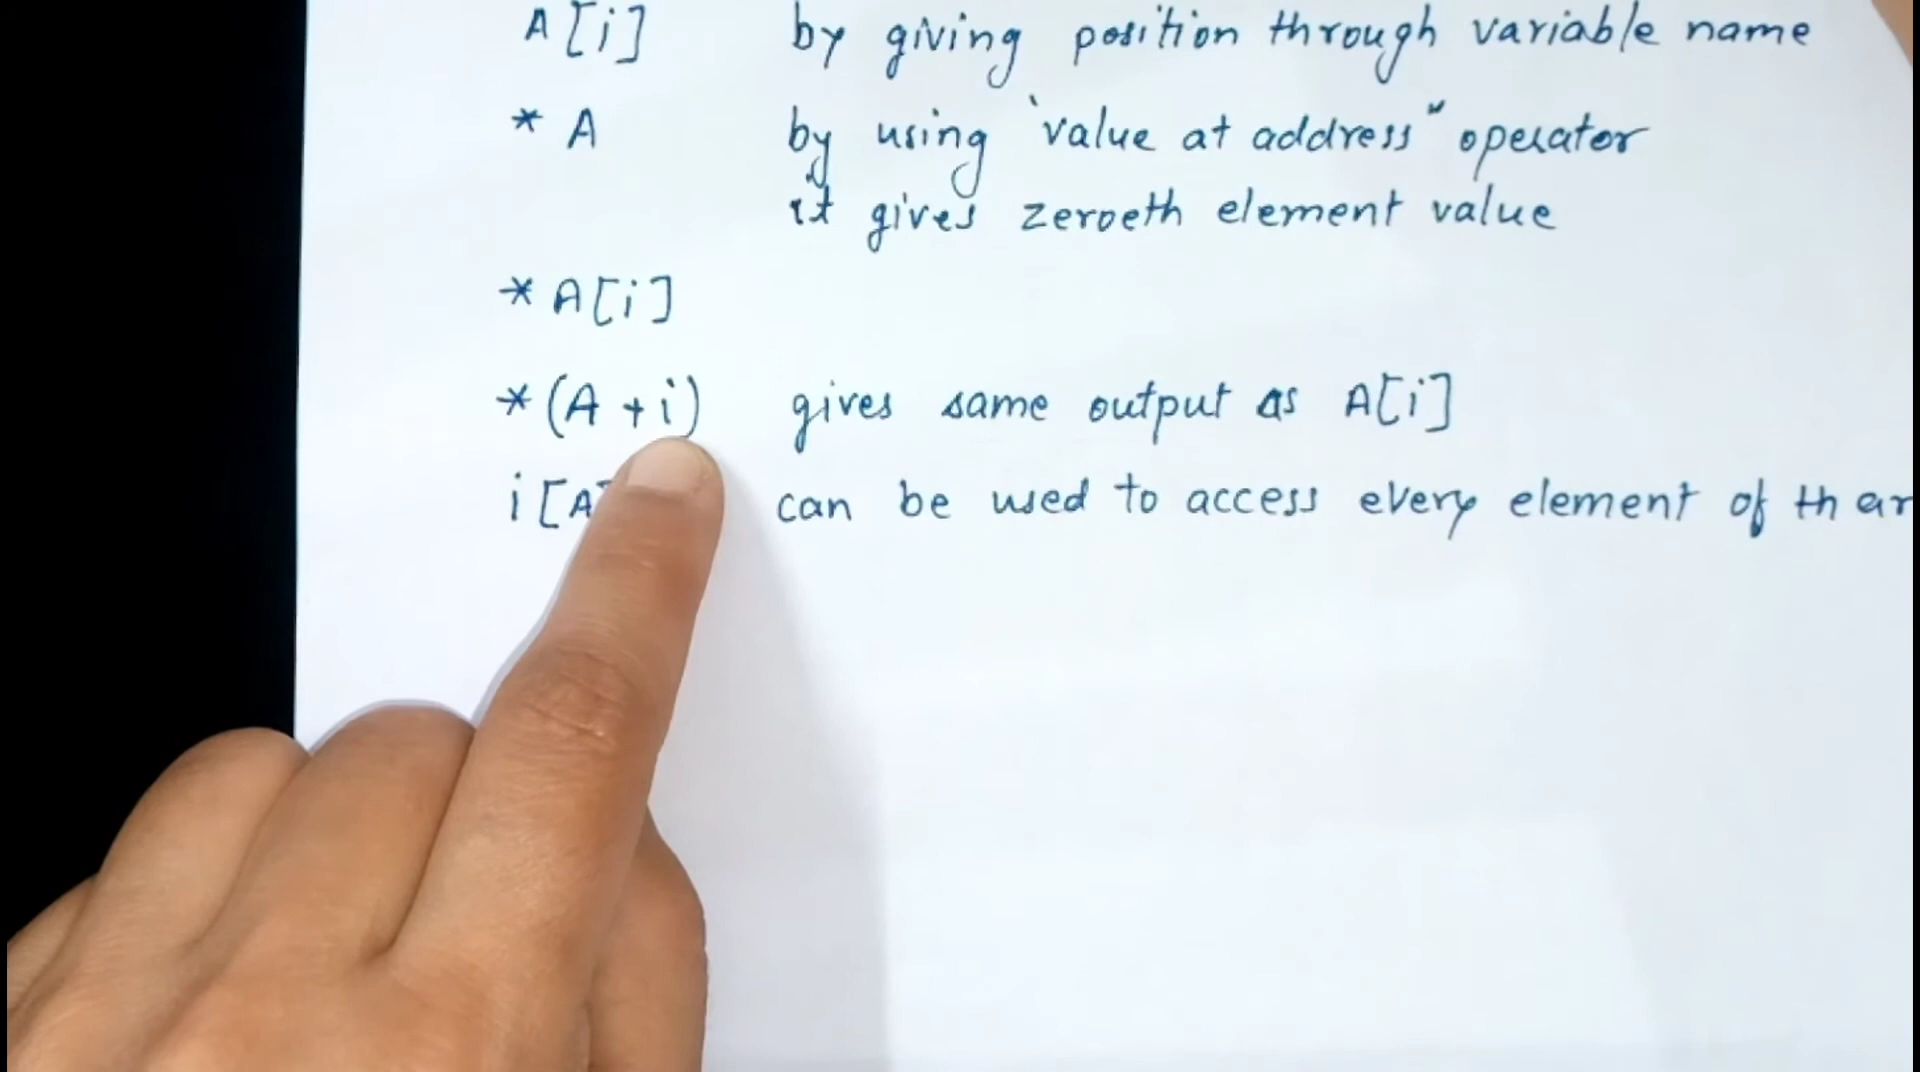 A[i] by giving position through variable name
* A by using "value at address" operator
it gives zeroeth element value
* A[i]
* (A + i) gives same output as A[i]
i [A can be used to access every element of th ar